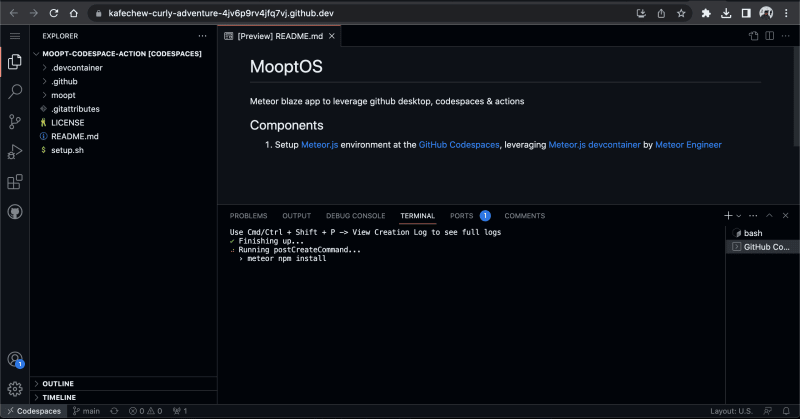 kafechew-curly-adventure-4jv6p9rv4jfq7vj.github.dev
EXPLORER
[Preview] README.md
MOOPT-CODESPACE-ACTION [CODESPACES]
.devcontainer
.github
moopt
.gitattributes
LICENSE
README.md
$ setup.sh
MooptOS
Meteor blaze app to leverage github desktop, codespaces & actions
Components
1. Setup Meteor.js environment at the GitHub Codespaces, leveraging Meteor.js devcontainer by Meteor Engineer
PROBLEMS OUTPUT DEBUG CONSOLE TERMINAL PORTS 1 COMMENTS
Use Cmd/Ctrl + Shift + P -> View Creation Log to see full logs
✔ Finishing up...
⠴ Running postCreateCommand...
› meteor npm install
bash
GitHub Co...
1
OUTLINE
TIMELINE
Codespaces main 0 0 1 Layout: U.S.